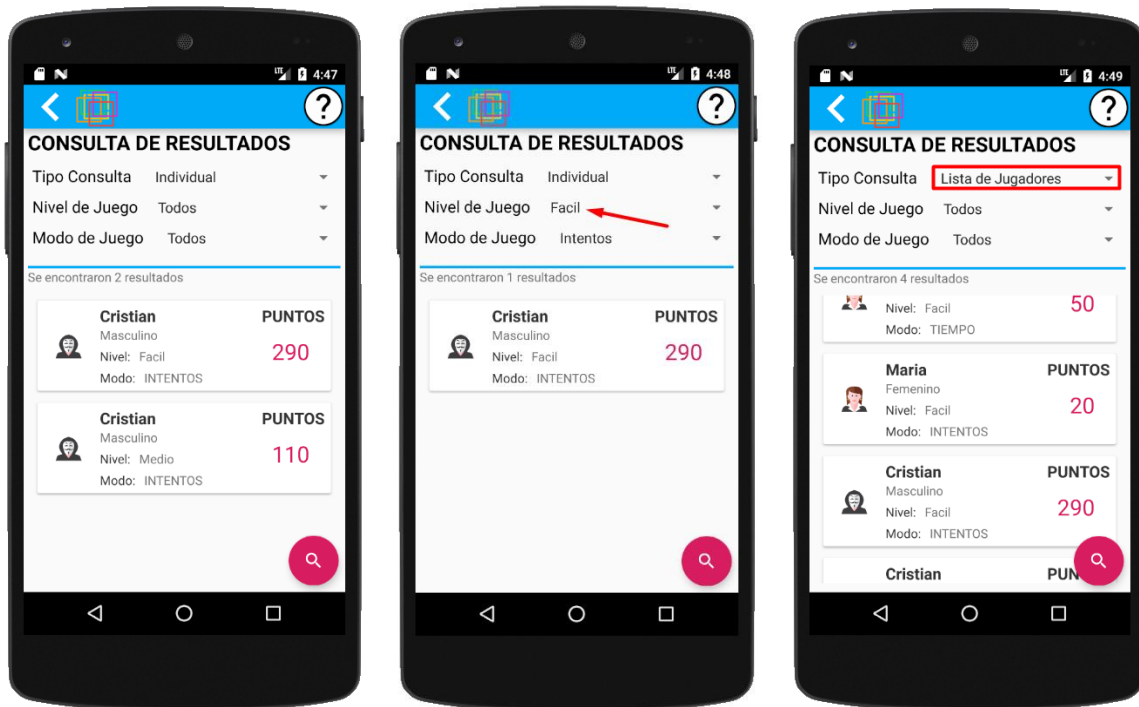 LTE 4:47
?
CONSULTA DE RESULTADOS
Tipo Consulta Individual
Nivel de Juego Todos
Modo de Juego Todos
Se encontraron 2 resultados
Cristian PUNTOS
Masculino
Nivel: Facil 290
Modo: INTENTOS
Cristian PUNTOS
Masculino
Nivel: Medio 110
Modo: INTENTOS
LTE 4:48
?
CONSULTA DE RESULTADOS
Tipo Consulta Individual
Nivel de Juego Facil
Modo de Juego Intentos
Se encontraron 1 resultados
Cristian PUNTOS
Masculino
Nivel: Facil 290
Modo: INTENTOS
LTE 4:49
?
CONSULTA DE RESULTADOS
Tipo Consulta Lista de Jugadores
Nivel de Juego Todos
Modo de Juego Todos
Se encontraron 4 resultados
Nivel: Facil 50
Modo: TIEMPO
Maria PUNTOS
Femenino
Nivel: Facil 20
Modo: INTENTOS
Cristian PUNTOS
Masculino
Nivel: Facil 290
Modo: INTENTOS
Cristian PUN